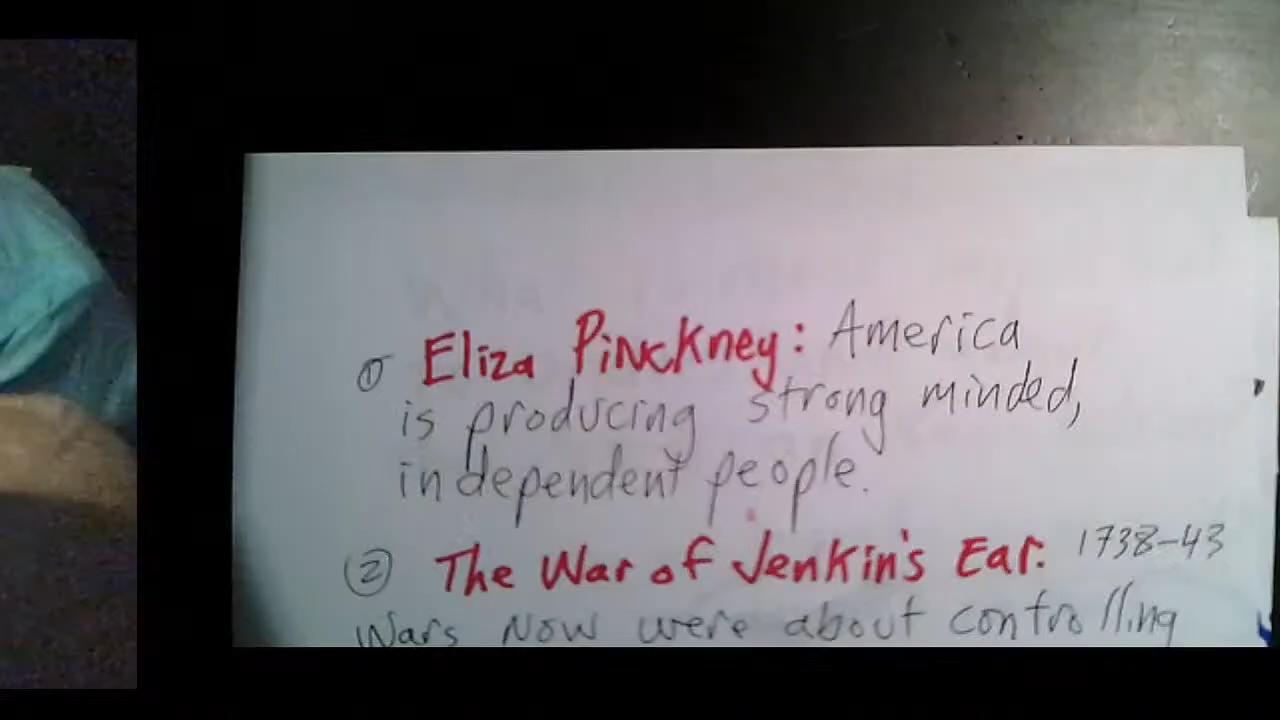 ① Eliza Pinckney: America
is producing strong minded,
independent people.
② The War of Jenkin's Ear. 1738-43
Wars now were about controlling